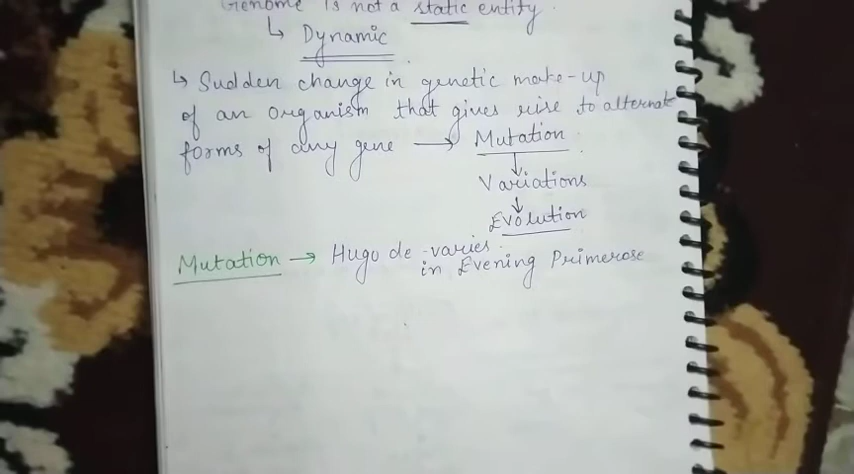 Genome is not a static entity.
↳ Dynamic
↳ Sudden change in genetic make-up
of an organism that gives rise to alternate
forms of any gene → Mutation
↓
Variations
↓
Evolution
Mutation → Hugo de-varies.
in Evening Primerose